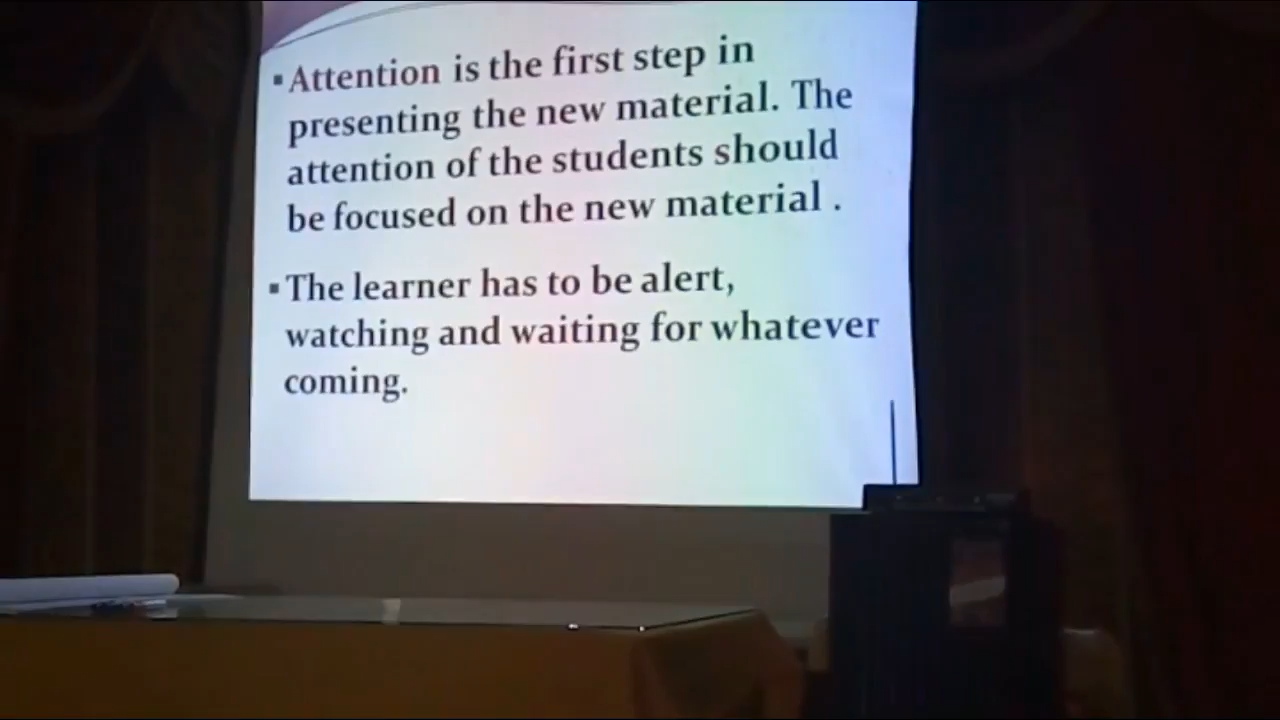 ▪ Attention is the first step in
presenting the new material. The
attention of the students should
be focused on the new material .
▪ The learner has to be alert,
watching and waiting for whatever
coming.